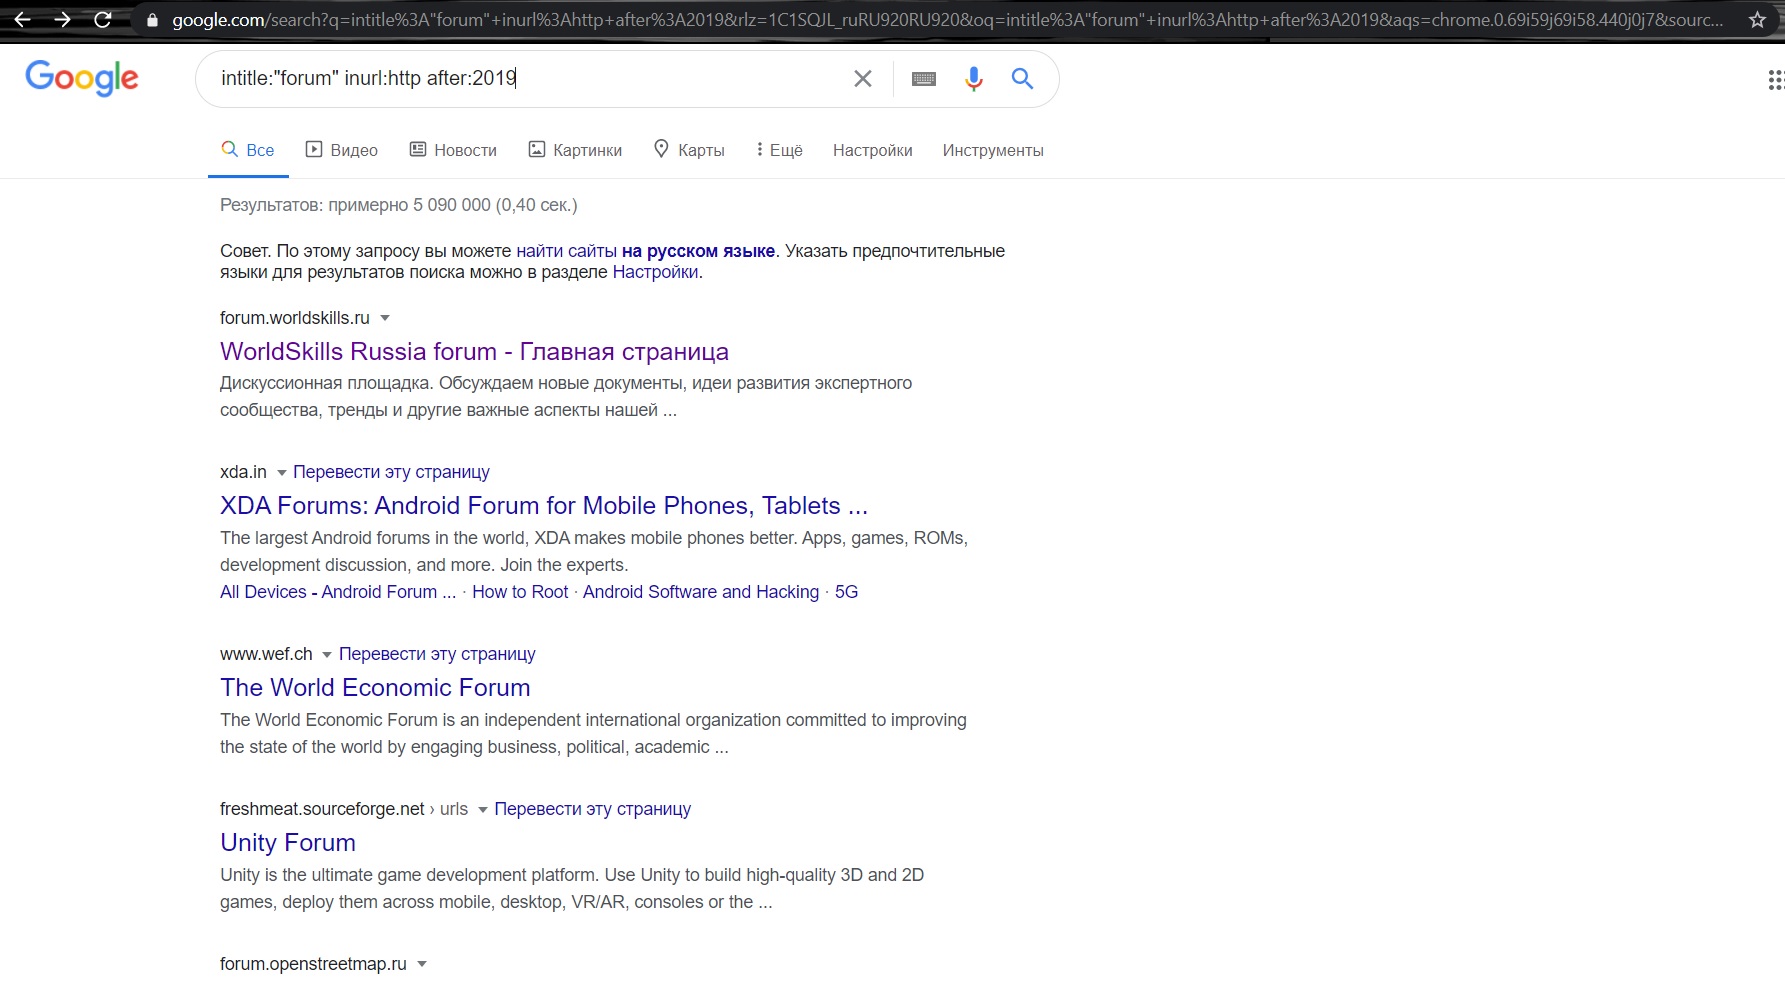 google.com/search?q=intitle%3A"forum"+inurl%3Ahttp+after%3A2019&rlz=1C1SQJL_ruRU920RU920&oq=intitle%3A"forum"+inurl%3Ahttp+after%3A2019&aqs=chrome.0.69i59j69i58.440j0j7&sourc...
Google
intitle:"forum" inurl:http after:2019
Все Видео Новости Картинки Карты Ещё Настройки Инструменты
Результатов: примерно 5 090 000 (0,40 сек.)
Совет. По этому запросу вы можете найти сайты на русском языке. Указать предпочтительные
языки для результатов поиска можно в разделе Настройки.
forum.worldskills.ru
WorldSkills Russia forum - Главная страница
Дискуссионная площадка. Обсуждаем новые документы, идеи развития экспертного
сообщества, тренды и другие важные аспекты нашей ...
xda.in Перевести эту страницу
XDA Forums: Android Forum for Mobile Phones, Tablets ...
The largest Android forums in the world, XDA makes mobile phones better. Apps, games, ROMs,
development discussion, and more. Join the experts.
All Devices - Android Forum ... · How to Root · Android Software and Hacking · 5G
www.wef.ch Перевести эту страницу
The World Economic Forum
The World Economic Forum is an independent international organization committed to improving
the state of the world by engaging business, political, academic ...
freshmeat.sourceforge.net › urls Перевести эту страницу
Unity Forum
Unity is the ultimate game development platform. Use Unity to build high-quality 3D and 2D
games, deploy them across mobile, desktop, VR/AR, consoles or the ...
forum.openstreetmap.ru